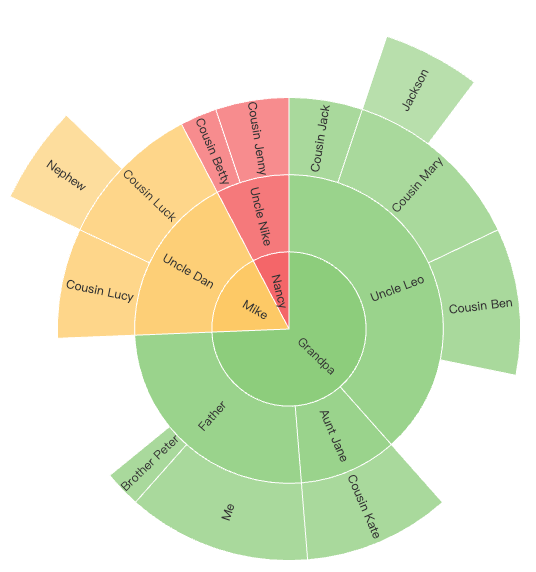 Jackson
Cousin Jack
Cousin Mary
Uncle Leo
Cousin Ben
Grandpa
Aunt Jane
Cousin Kate
Father
Me
Brother Peter
Mike
Uncle Dan
Cousin Lucy
Cousin Luck
Nephew
Nancy
Uncle Nike
Cousin Betty
Cousin Jenny